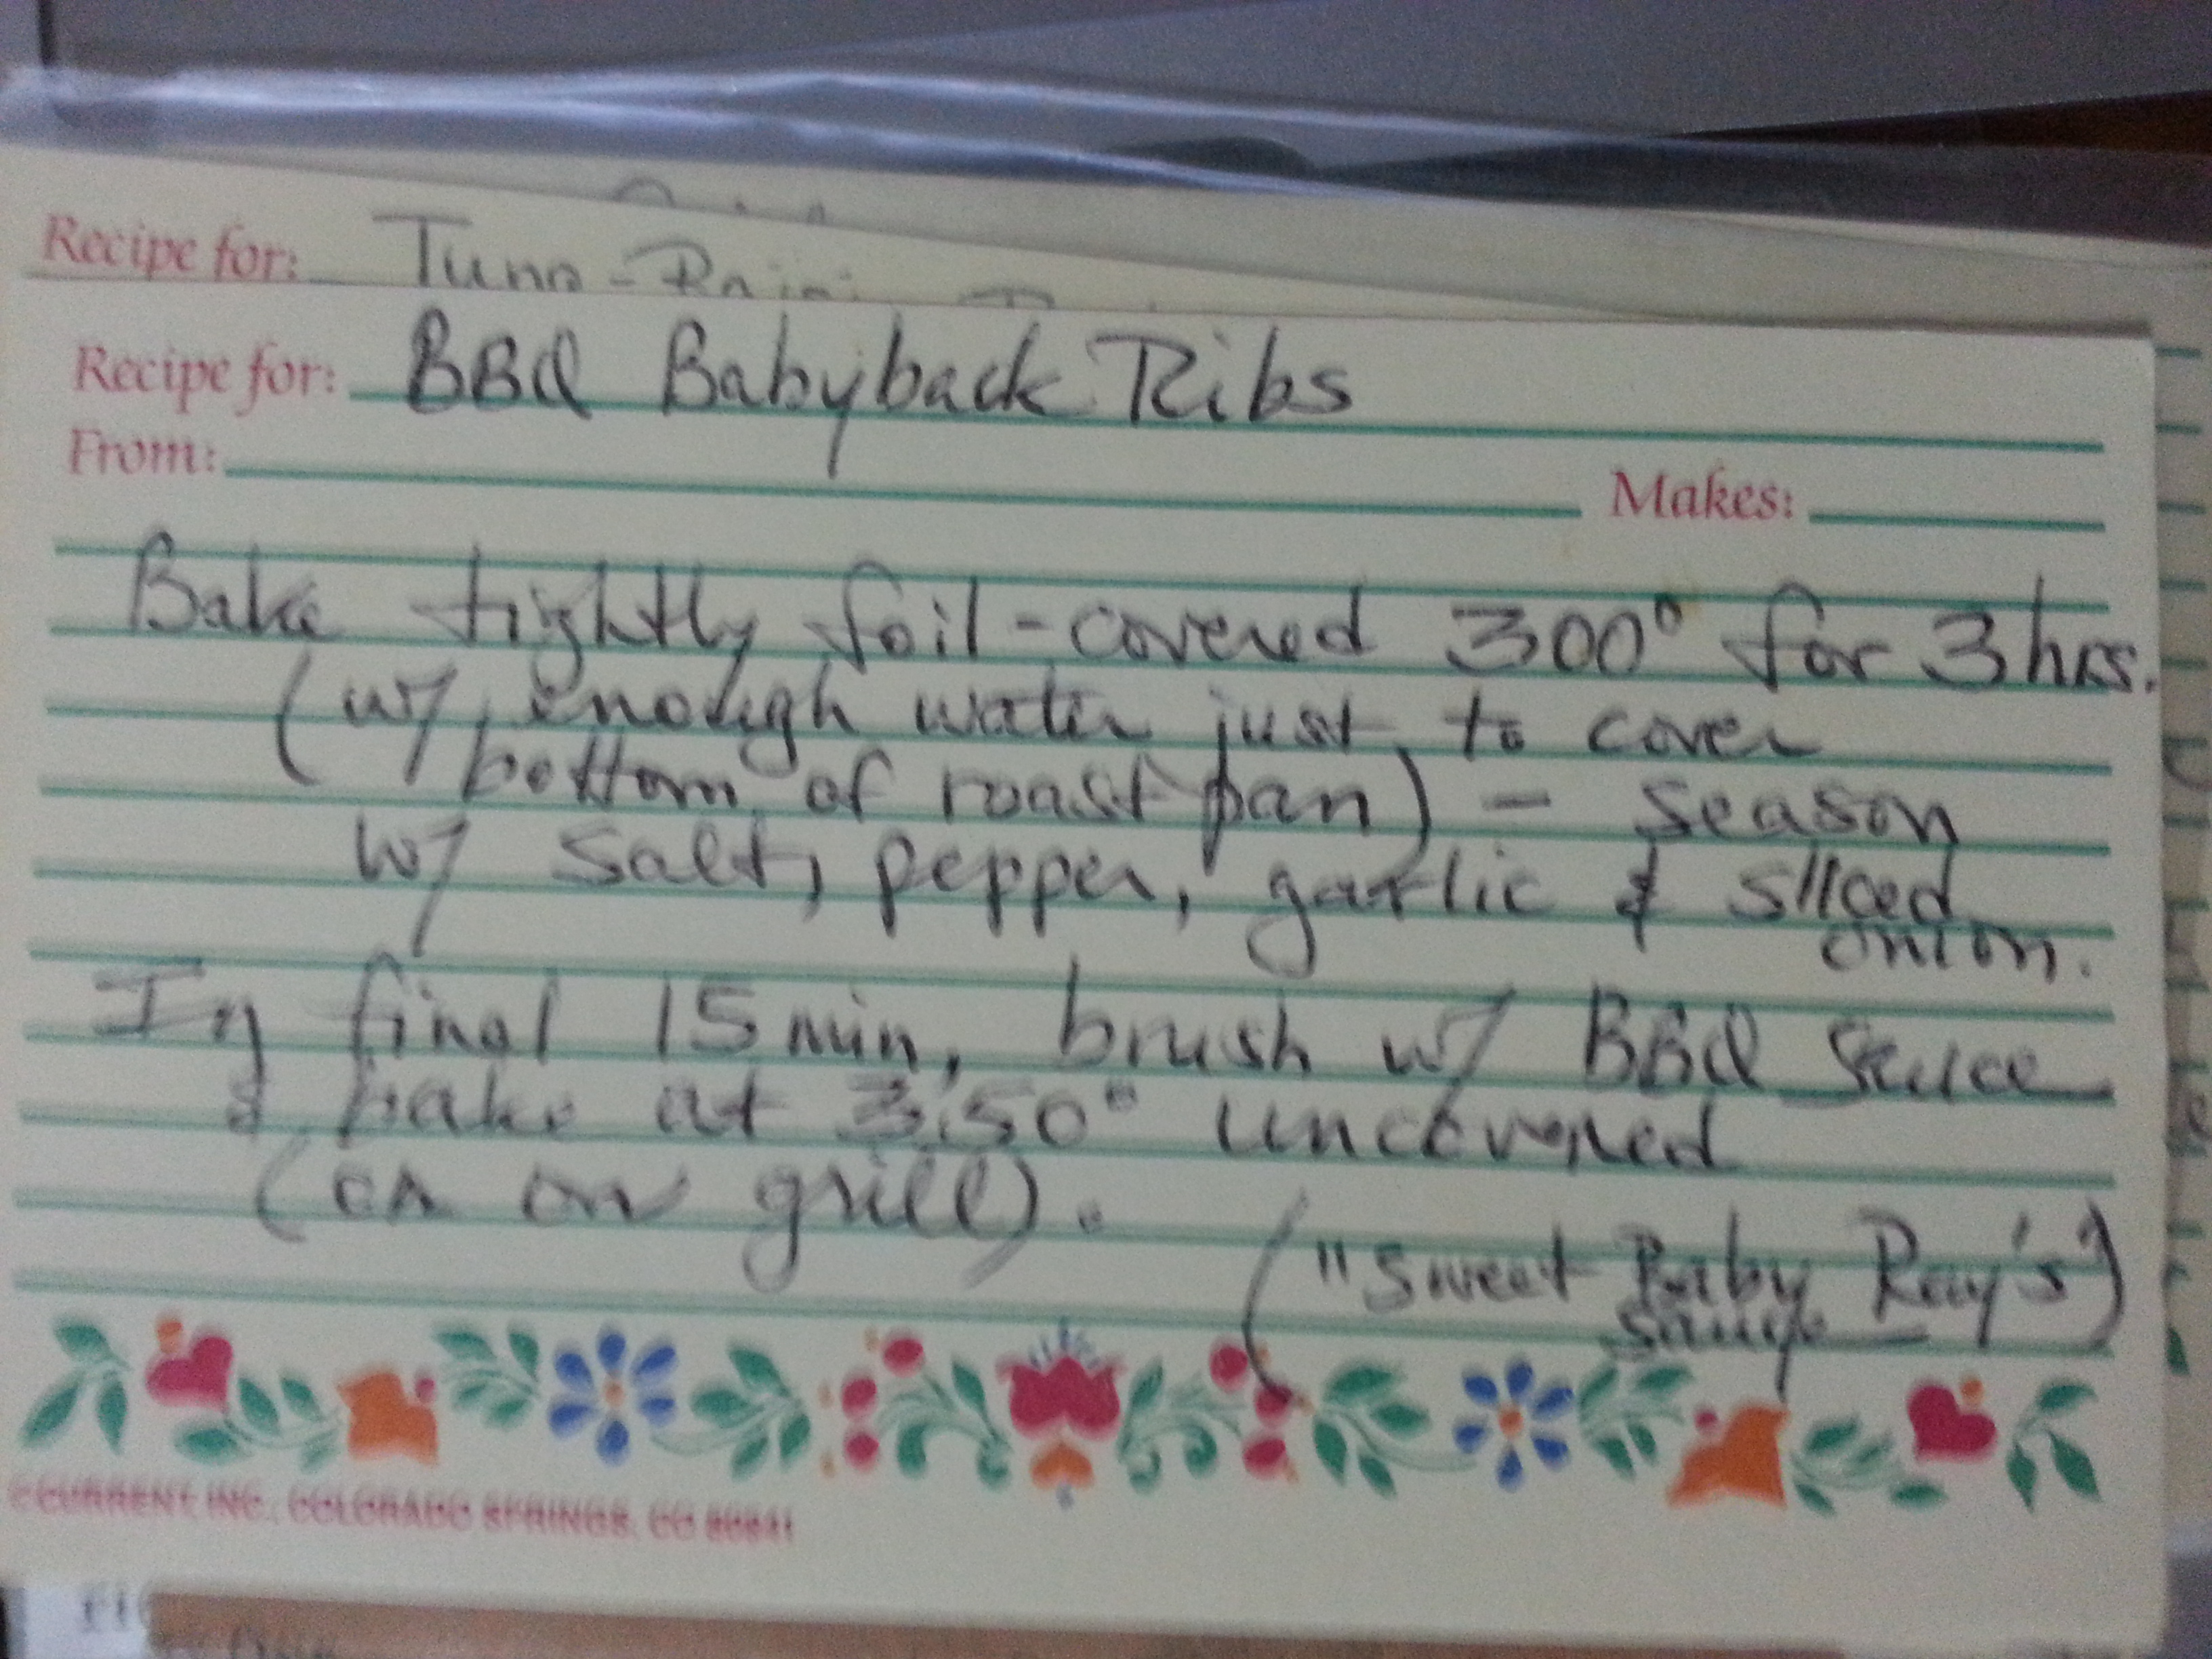 Recipe for: Tuna-
Recipe for: BBQ Babyback Ribs
From:
Makes:
Bake tightly foil-covered 300° for 3 hrs.
(w/ enough water just to cover
bottom of roast pan) - season
w/ salt, pepper, garlic & sliced
onion.
In final 15 min, brush w/ BBQ Sauce
& bake at 350° uncovered
(or on grill).
("Sweet Baby Ray's")
sauce
©CURRENT, INC., COLORADO SPRINGS, CO 80941